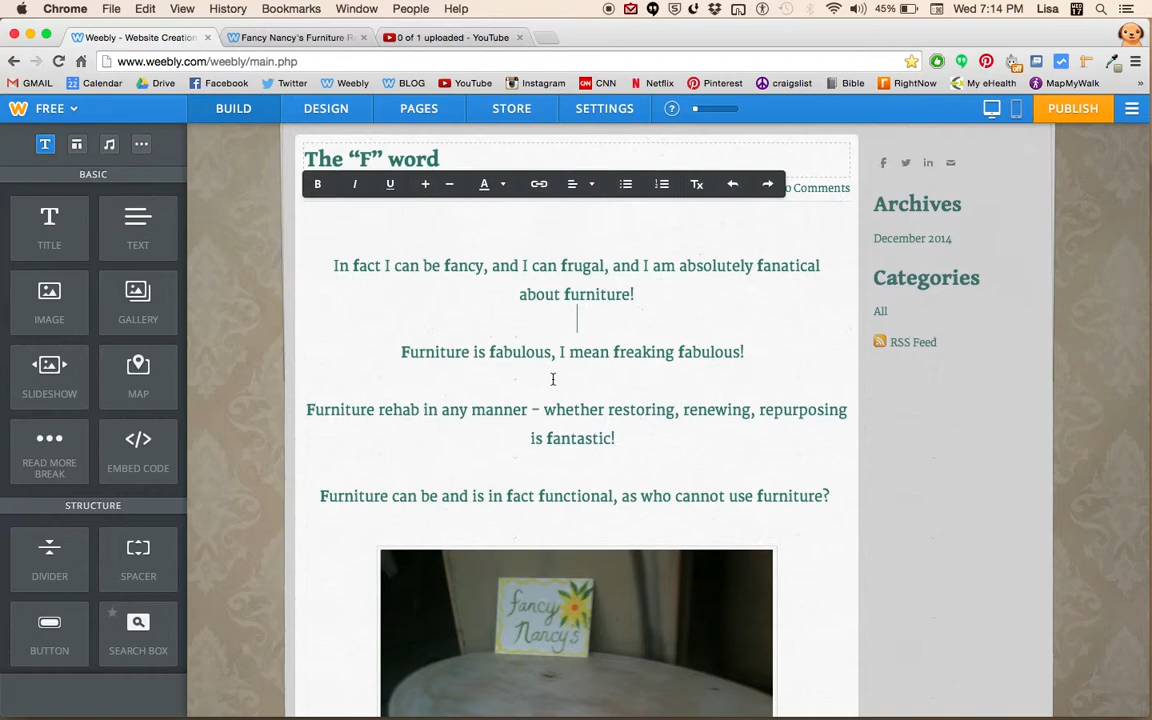 Chrome File Edit View History Bookmarks Window People Help 45% Wed 7:14 PM Lisa
Weebly - Website Creation
Fancy Nancy's Furniture Re
0 of 1 uploaded - YouTube
www.weebly.com/weebly/main.php
GMAIL Calendar Drive Twitter Weebly BLOG YouTube Facebook Instagram CNN Netflix Pinterest craigslist Bible RightNow My eHealth MapMyWalk »
FREE BUILD DESIGN PAGES STORE SETTINGS ? PUBLISH
BASIC
T TITLE
TEXT
IMAGE
GALLERY
SLIDESHOW
MAP
READ MORE BREAK
EMBED CODE
STRUCTURE
DIVIDER
SPACER
BUTTON
SEARCH BOX
The “F” word
B I U + − A Tx
0 Comments
In fact I can be fancy, and I can frugal, and I am absolutely fanatical
about furniture!
Furniture is fabulous, I mean freaking fabulous!
Furniture rehab in any manner – whether restoring, renewing, repurposing
is fantastic!
Furniture can be and is in fact functional, as who cannot use furniture?
fancy
Nancy's
Archives
December 2014
Categories
All
RSS Feed